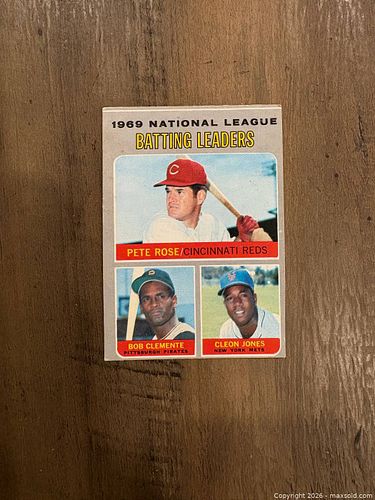 1969 NATIONAL LEAGUE
BATTING LEADERS
C
PETE ROSE/CINCINNATI REDS
BOB CLEMENTE
PITTSBURGH PIRATES
CLEON JONES
NEW YORK METS
Copyright 2026 - maxsold.com